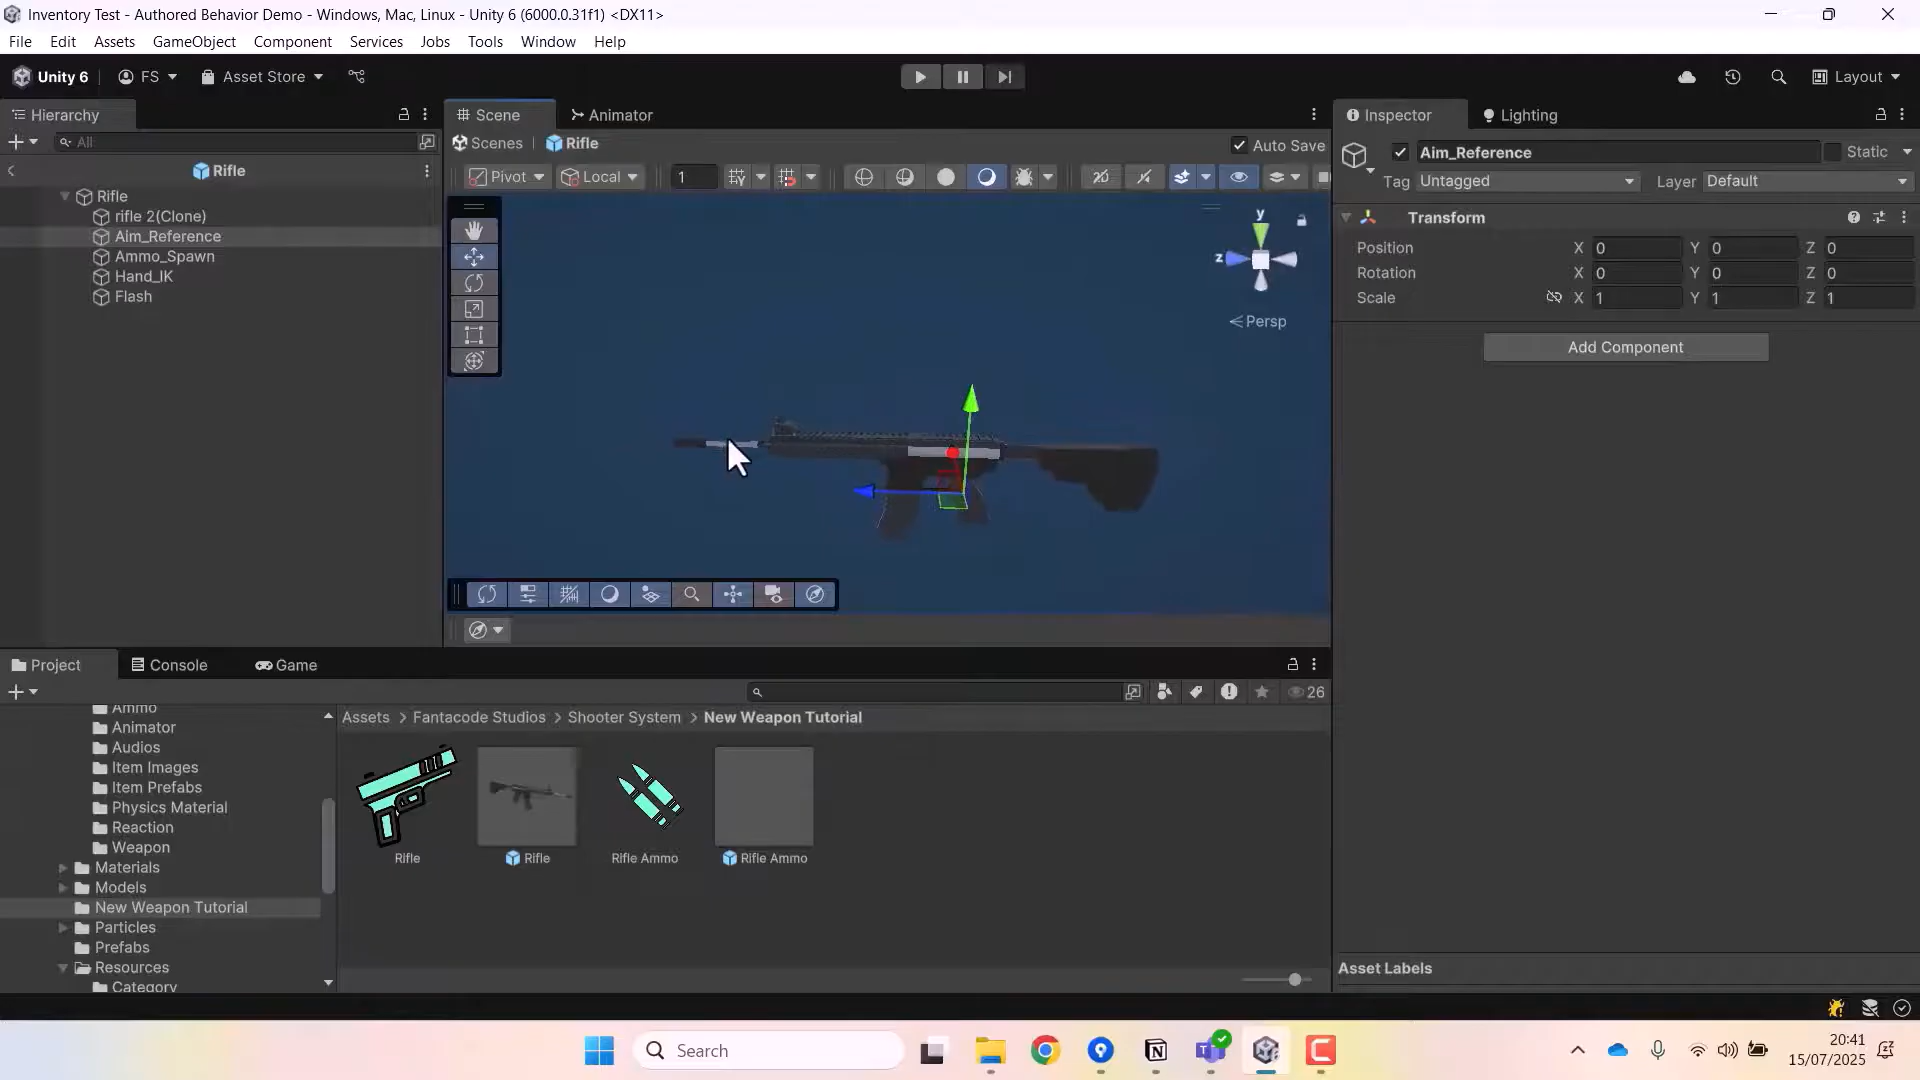 Inventory Test - Authored Behavior Demo - Windows, Mac, Linux - Unity 6 (6000.0.31f1) <DX11>
File Edit Assets GameObject Component Services Jobs Tools Window Help
Unity 6 FS Asset Store Layout
Hierarchy
All
Rifle
Rifle
rifle 2(Clone)
Aim_Reference
Ammo_Spawn
Hand_IK
Flash
Scene Animator
Scenes Rifle Auto Save
Pivot Local 1 2D
y
z
Persp
Inspector Lighting
Aim_Reference Static
Tag Untagged Layer Default
Transform
Position X 0 Y 0 Z 0
Rotation X 0 Y 0 Z 0
Scale X 1 Y 1 Z 1
Add Component
Asset Labels
Project Console Game
26
Ammo
Animator
Audios
Item Images
Item Prefabs
Physics Material
Reaction
Weapon
Materials
Models
New Weapon Tutorial
Particles
Prefabs
Resources
Category
Assets > Fantacode Studios > Shooter System > New Weapon Tutorial
Rifle Rifle Rifle Ammo Rifle Ammo
Search
20:41
15/07/2025